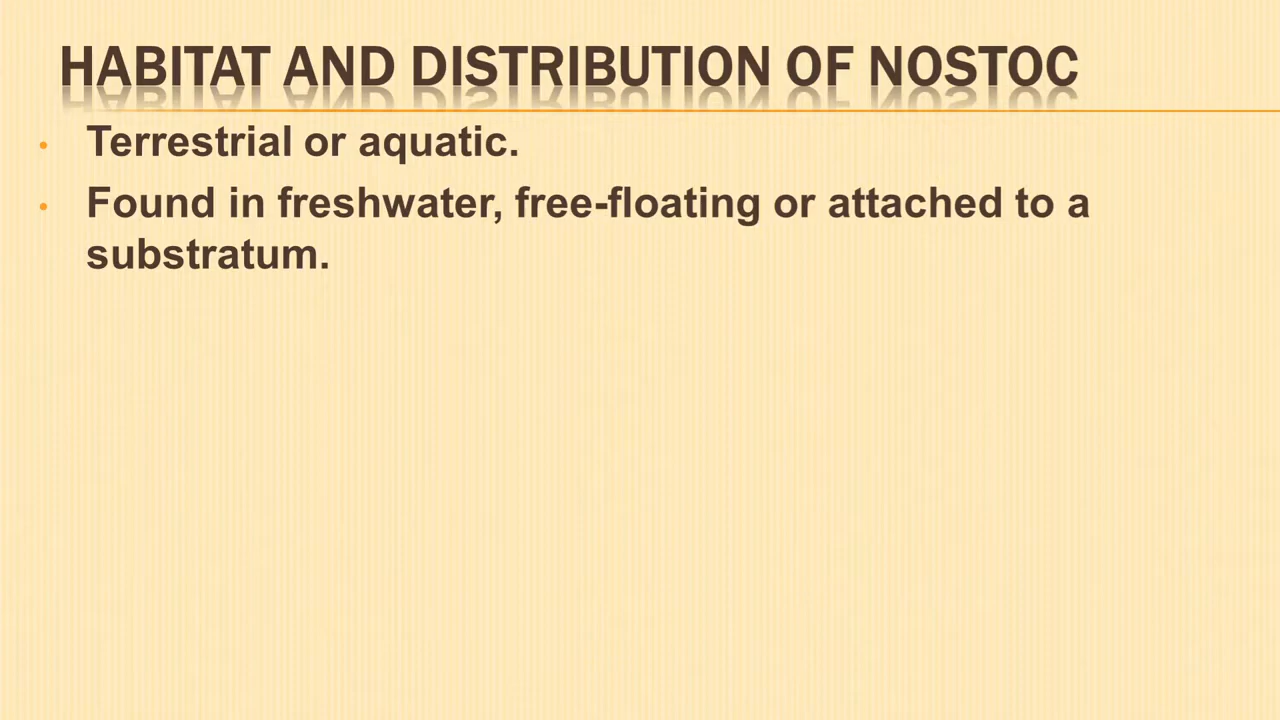 HABITAT AND DISTRIBUTION OF NOSTOC
• Terrestrial or aquatic.
• Found in freshwater, free-floating or attached to a
substratum.